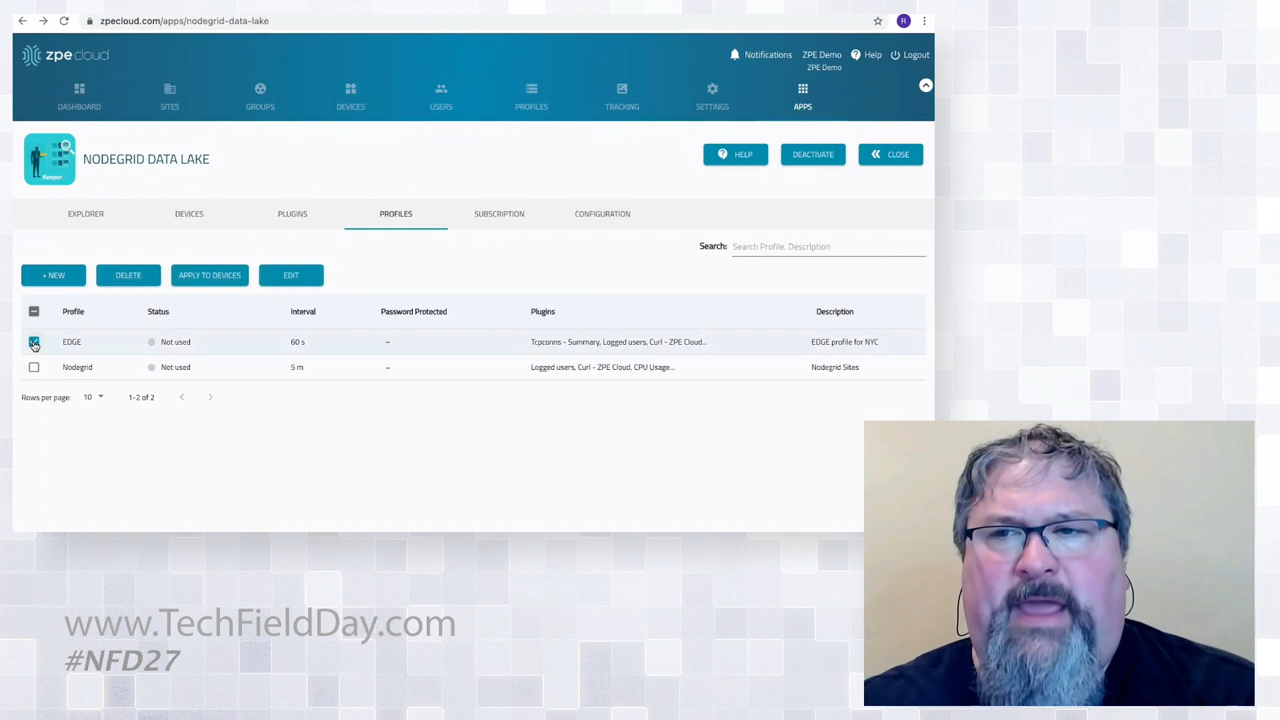 zpecloud.com/apps/nodegrid-data-lake
R
zpe cloud
Notifications
ZPE Demo
ZPE Demo
Help
Logout
DASHBOARD
SITES
GROUPS
DEVICES
USERS
PROFILES
TRACKING
SETTINGS
APPS
Keeper
NODEGRID DATA LAKE
HELP
DEACTIVATE
CLOSE
EXPLORER
DEVICES
PLUGINS
PROFILES
SUBSCRIPTION
CONFIGURATION
Search: Search Profile, Description
+ NEW
DELETE
APPLY TO DEVICES
EDIT
Profile Status Interval Password Protected Plugins Description
EDGE Not used 60 s – Tcpconns - Summary, Logged users, Curl - ZPE Cloud... EDGE profile for NYC
Nodegrid Not used 5 m – Logged users, Curl - ZPE Cloud, CPU Usage... Nodegrid Sites
Rows per page: 10 1-2 of 2
www.TechFieldDay.com
#NFD27